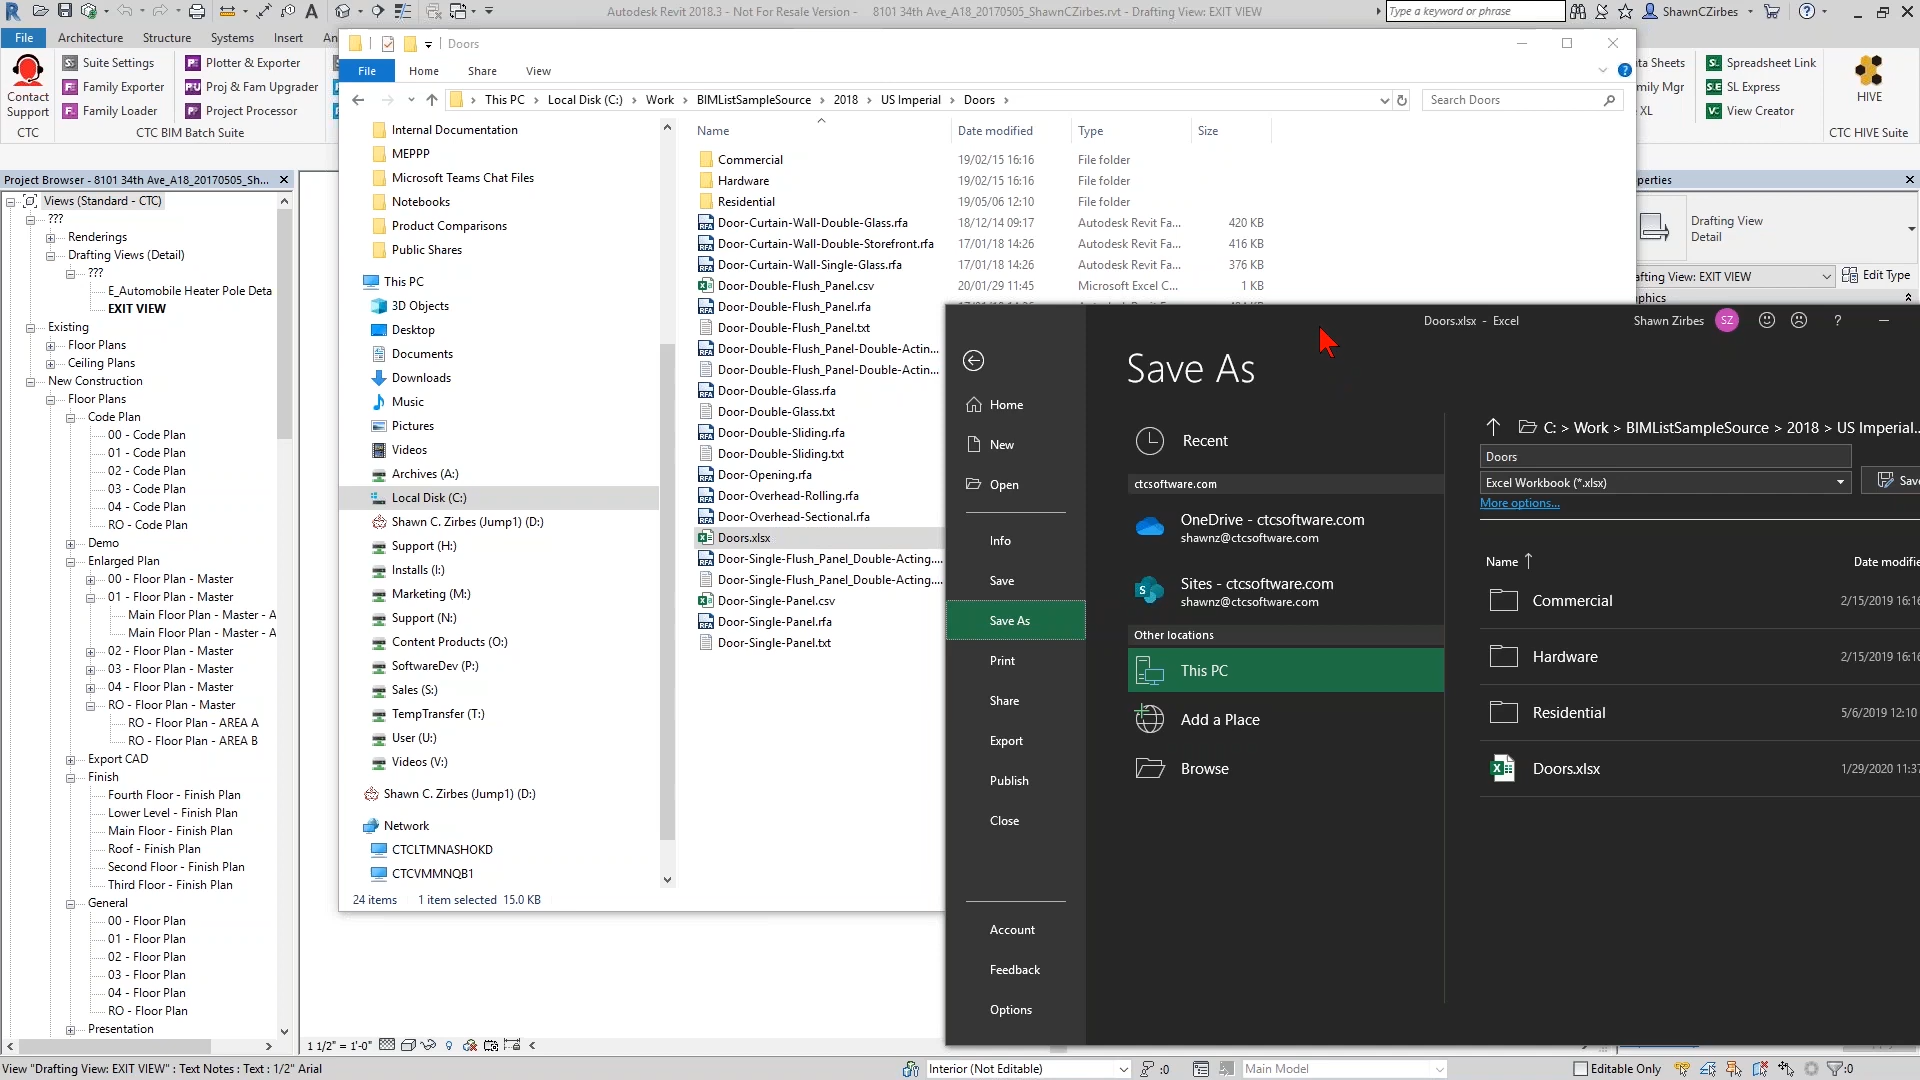 Autodesk Revit 2018.3 - Not For Resale Version - 8101 34th Ave_A18_20170505_ShawnCZirbes.rvt - Drafting View: EXIT VIEW
Type a keyword or phrase
ShawnCZirbes
File
Architecture
Structure
Systems
Insert
An
Suite Settings
Family Exporter
Family Loader
Plotter & Exporter
Proj & Fam Upgrader
Project Processor
Contact
Support
CTC
CTC BIM Batch Suite
ta Sheets
mily Mgr
XL
Spreadsheet Link
SL Express
View Creator
HIVE
CTC HIVE Suite
Doors
File
Home
Share
View
This PC
Local Disk (C:)
Work
BIMListSampleSource
2018
US Imperial
Doors
Search Doors
Internal Documentation
MEPPP
Microsoft Teams Chat Files
Notebooks
Product Comparisons
Public Shares
This PC
3D Objects
Desktop
Documents
Downloads
Music
Pictures
Videos
Archives (A:)
Local Disk (C:)
Shawn C. Zirbes (Jump1) (D:)
Support (H:)
Installs (I:)
Marketing (M:)
Support (N:)
Content Products (O:)
SoftwareDev (P:)
Sales (S:)
TempTransfer (T:)
User (U:)
Videos (V:)
Shawn C. Zirbes (Jump1) (D:)
Network
CTCLTMNASHOKD
CTCVMMNQB1
24 items 1 item selected 15.0 KB
Name Date modified Type Size
Commercial 19/02/15 16:16 File folder
Hardware 19/02/15 16:16 File folder
Residential 19/05/06 12:10 File folder
Door-Curtain-Wall-Double-Glass.rfa 18/12/14 09:17 Autodesk Revit Fa... 420 KB
Door-Curtain-Wall-Double-Storefront.rfa 17/01/18 14:26 Autodesk Revit Fa... 416 KB
Door-Curtain-Wall-Single-Glass.rfa 17/01/18 14:26 Autodesk Revit Fa... 376 KB
Door-Double-Flush_Panel.csv 20/01/29 11:45 Microsoft Excel C... 1 KB
Door-Double-Flush_Panel.rfa
Door-Double-Flush_Panel.txt
Door-Double-Flush_Panel-Double-Actin...
Door-Double-Flush_Panel-Double-Actin...
Door-Double-Glass.rfa
Door-Double-Glass.txt
Door-Double-Sliding.rfa
Door-Double-Sliding.txt
Door-Opening.rfa
Door-Overhead-Rolling.rfa
Door-Overhead-Sectional.rfa
Doors.xlsx
Door-Single-Flush_Panel_Double-Acting....
Door-Single-Flush_Panel_Double-Acting....
Door-Single-Panel.csv
Door-Single-Panel.rfa
Door-Single-Panel.txt
Doors.xlsx - Excel
Shawn Zirbes
SZ
?
Home
New
Open
Info
Save
Save As
Print
Share
Export
Publish
Close
Account
Feedback
Options
Save As
Recent
ctcsoftware.com
OneDrive - ctcsoftware.com
shawnz@ctcsoftware.com
Sites - ctcsoftware.com
shawnz@ctcsoftware.com
Other locations
This PC
Add a Place
Browse
C: > Work > BIMListSampleSource > 2018 > US Imperial...
Doors
Excel Workbook (*.xlsx)
Save
More options...
Name Date modifie
Commercial 2/15/2019 16:16
Hardware 2/15/2019 16:16
Residential 5/6/2019 12:10
Doors.xlsx 1/29/2020 11:37
perties
Drafting View
Detail
afting View: EXIT VIEW
Edit Type
phics
Project Browser - 8101 34th Ave_A18_20170505_Sh...
Views (Standard - CTC)
???
Renderings
Drafting Views (Detail)
???
E_Automobile Heater Pole Deta
EXIT VIEW
Existing
Floor Plans
Ceiling Plans
New Construction
Floor Plans
Code Plan
00 - Code Plan
01 - Code Plan
02 - Code Plan
03 - Code Plan
04 - Code Plan
RO - Code Plan
Demo
Enlarged Plan
00 - Floor Plan - Master
01 - Floor Plan - Master
Main Floor Plan - Master - A
Main Floor Plan - Master - A
02 - Floor Plan - Master
03 - Floor Plan - Master
04 - Floor Plan - Master
RO - Floor Plan - Master
RO - Floor Plan - AREA A
RO - Floor Plan - AREA B
Export CAD
Finish
Fourth Floor - Finish Plan
Lower Level - Finish Plan
Main Floor - Finish Plan
Roof - Finish Plan
Second Floor - Finish Plan
Third Floor - Finish Plan
General
00 - Floor Plan
01 - Floor Plan
02 - Floor Plan
03 - Floor Plan
04 - Floor Plan
RO - Floor Plan
Presentation
1 1/2" = 1'-0"
View "Drafting View: EXIT VIEW" : Text Notes : Text : 1/2" Arial
Interior (Not Editable)
:0
Main Model
Editable Only
:0